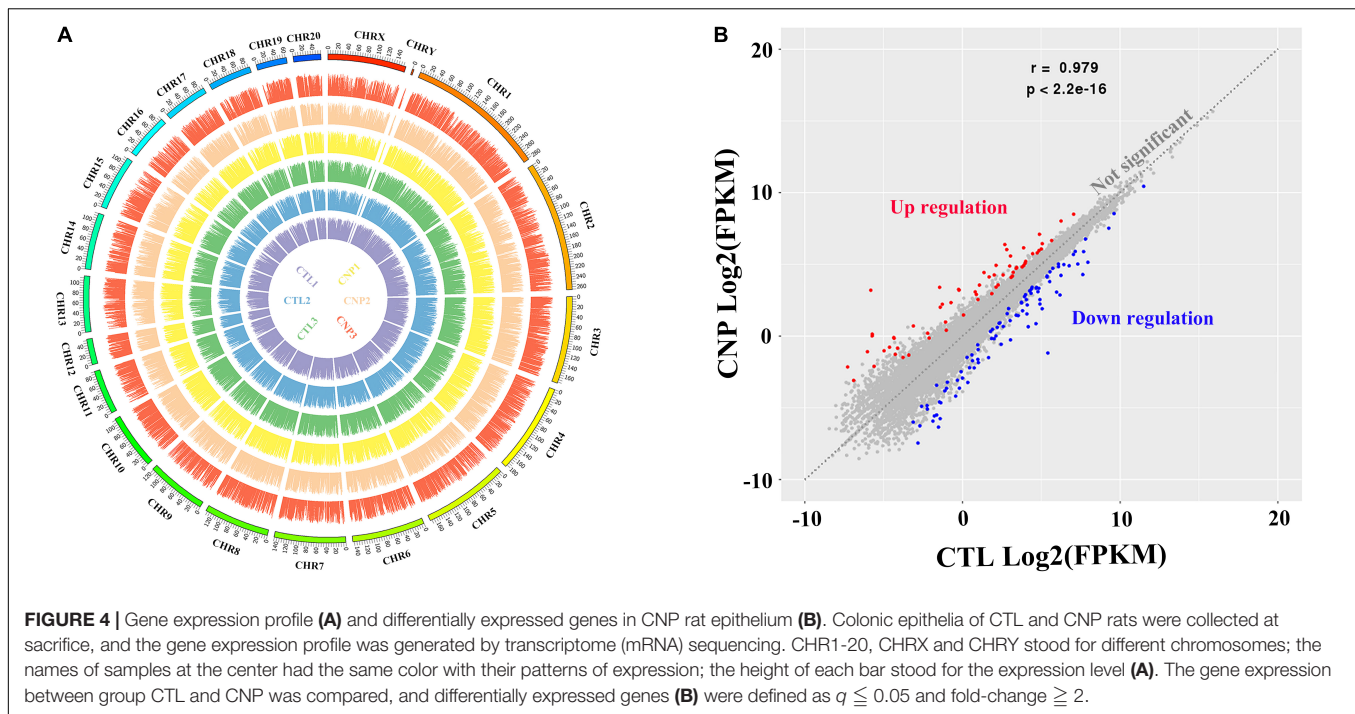 A
CHRX
CHRY
CHR1
CHR2
CHR3
CHR4
CHR5
CHR6
CHR7
CHR8
CHR9
CHR10
CHR11
CHR12
CHR13
CHR14
CHR15
CHR16
CHR17
CHR18
CHR19
CHR20
CTL1
CNP1
CTL2
CNP2
CTL3
CNP3
B
r = 0.979
p < 2.2e-16
Not significant
Up regulation
Down regulation
CNP Log2(FPKM)
20
10
0
-10
-10 0 10 20
CTL Log2(FPKM)
FIGURE 4 | Gene expression profile (A) and differentially expressed genes in CNP rat epithelium (B). Colonic epithelia of CTL and CNP rats were collected at
sacrifice, and the gene expression profile was generated by transcriptome (mRNA) sequencing. CHR1-20, CHRX and CHRY stood for different chromosomes; the
names of samples at the center had the same color with their patterns of expression; the height of each bar stood for the expression level (A). The gene expression
between group CTL and CNP was compared, and differentially expressed genes (B) were defined as q ≦ 0.05 and fold-change ≧ 2.